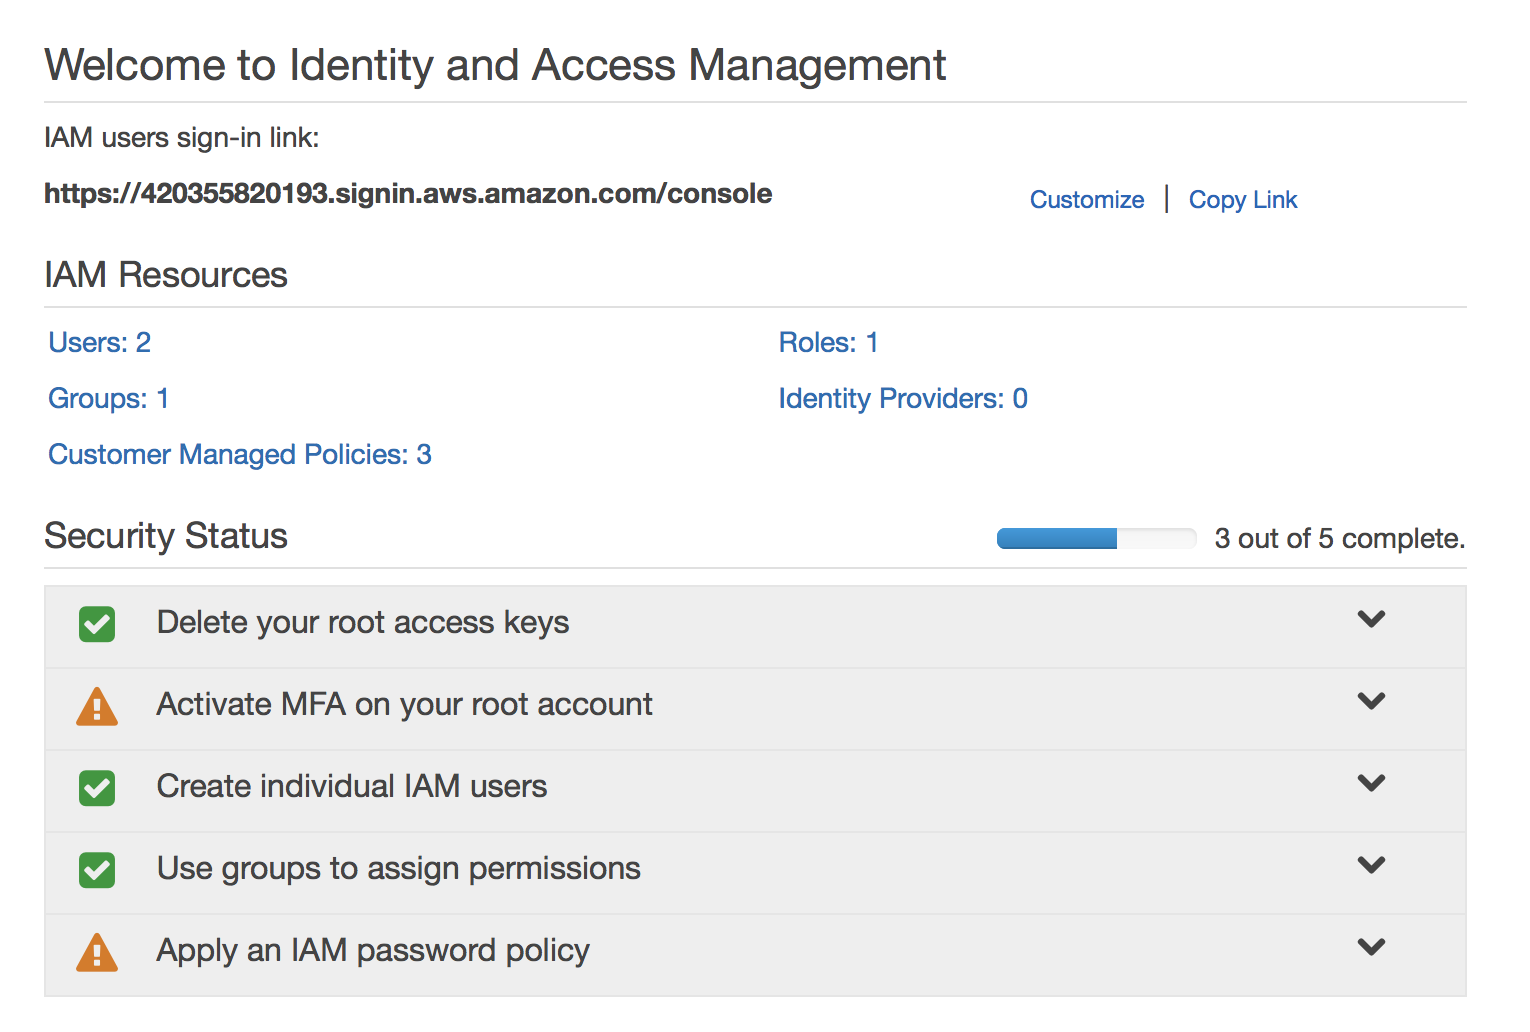 Welcome to Identity and Access Management
IAM users sign-in link:
https://420355820193.signin.aws.amazon.com/console
Customize | Copy Link
IAM Resources
Users: 2
Roles: 1
Groups: 1
Identity Providers: 0
Customer Managed Policies: 3
Security Status
3 out of 5 complete.
Delete your root access keys
Activate MFA on your root account
Create individual IAM users
Use groups to assign permissions
Apply an IAM password policy